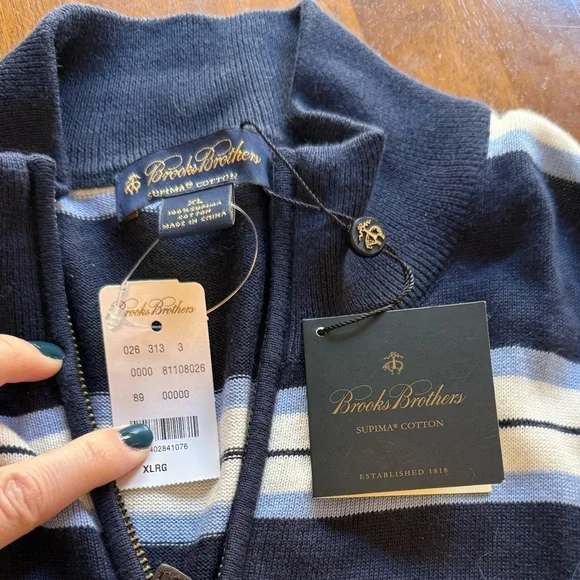 Brooks Brothers
SUPIMA® COTTON
XL
100% SUPIMA
COTTON
MADE IN CHINA
Brooks Brothers
026 313 3
0000 81108026
89 00000
402841076
XLRG
Brooks Brothers
SUPIMA® COTTON
ESTABLISHED 1818